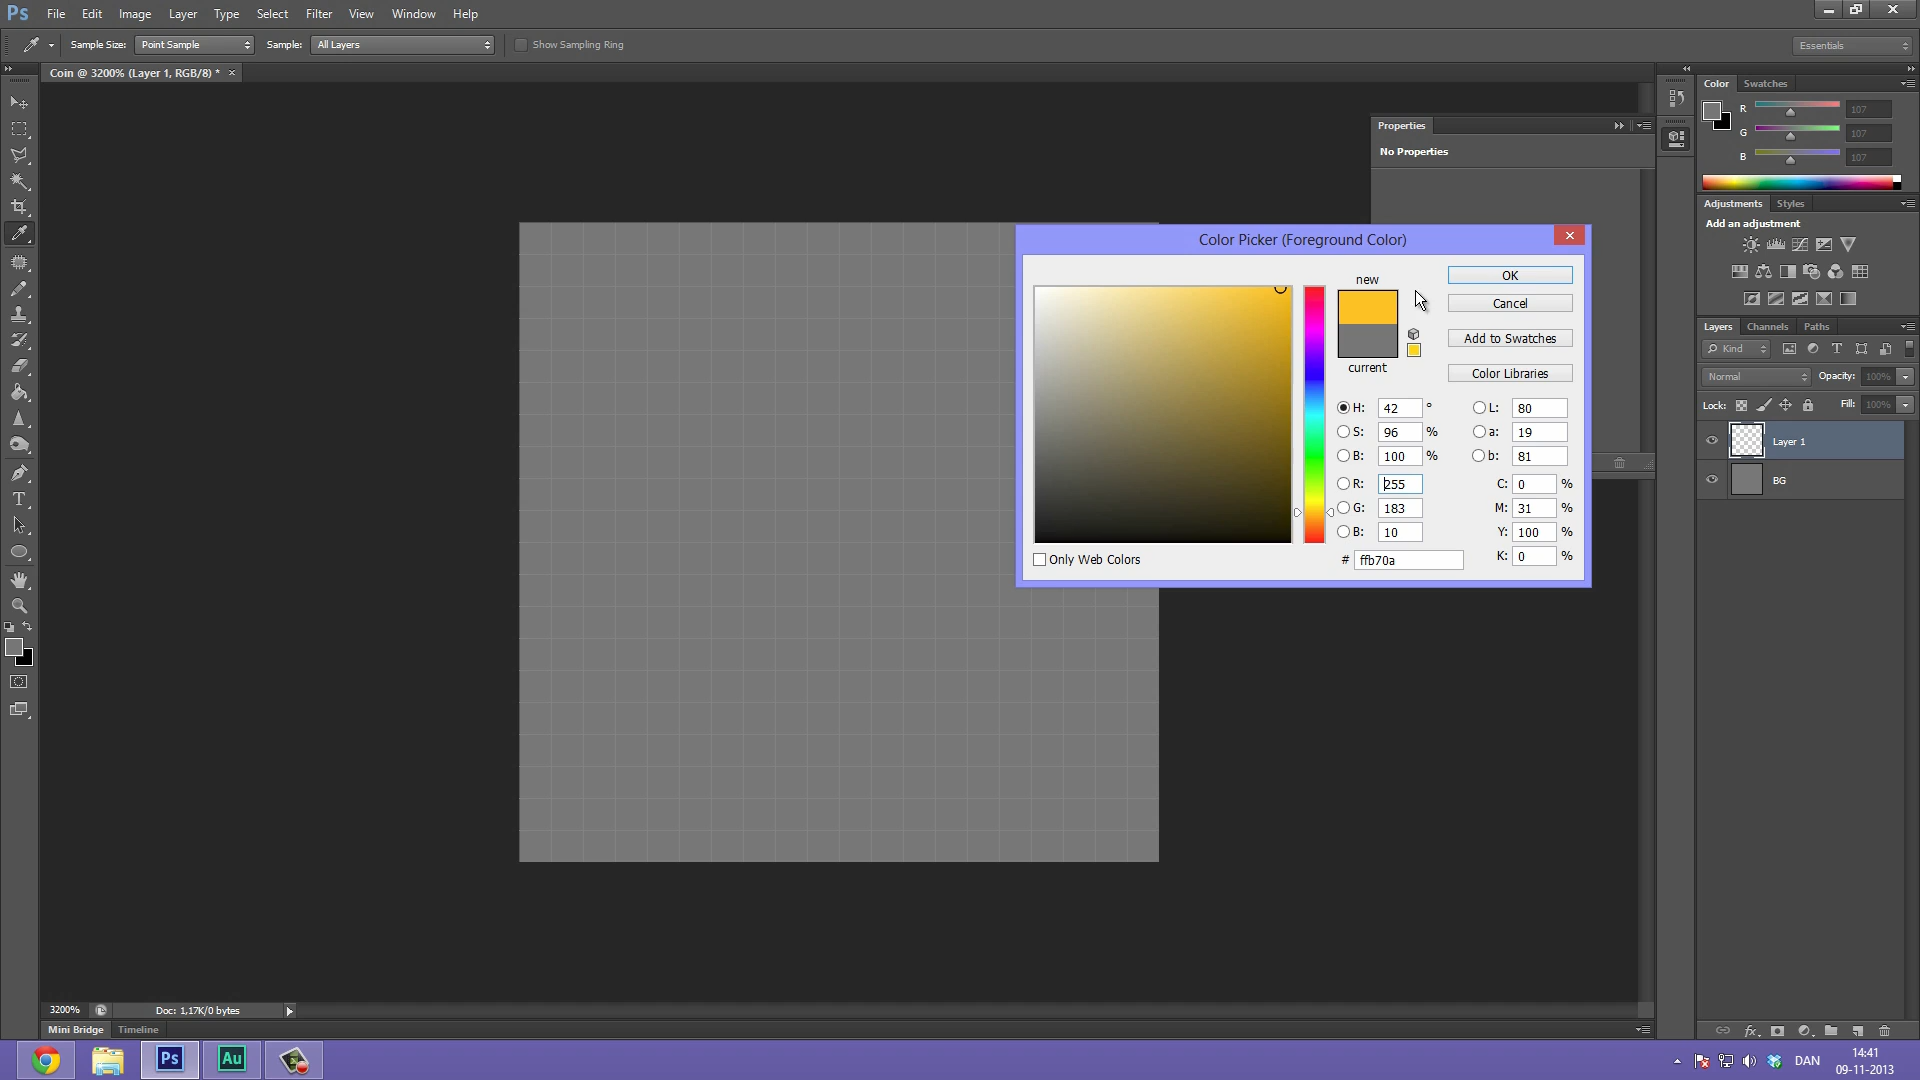 Ps File Edit Image Layer Type Select Filter View Window Help
Sample Size: Point Sample Sample: All Layers Show Sampling Ring Essentials
Coin @ 3200% (Layer 1, RGB/8) * ×
Color Swatches
R 107
G 107
B 107
Properties
No Properties
Adjustments Styles
Add an adjustment
Color Picker (Foreground Color)
new
OK
Cancel
Add to Swatches
current
Color Libraries
H: 42 ° L: 80
S: 96 % a: 19
B: 100 % b: 81
R: 255 C: 0 %
G: 183 M: 31 %
B: 10 Y: 100 %
# ffb70a K: 0 %
Only Web Colors
Layers Channels Paths
Kind T
Normal Opacity: 100%
Lock: Fill: 100%
Layer 1
BG
T
3200% Doc: 1,17K/0 bytes
Mini Bridge Timeline
fx
Ps Au
DAN
14:41
09-11-2013